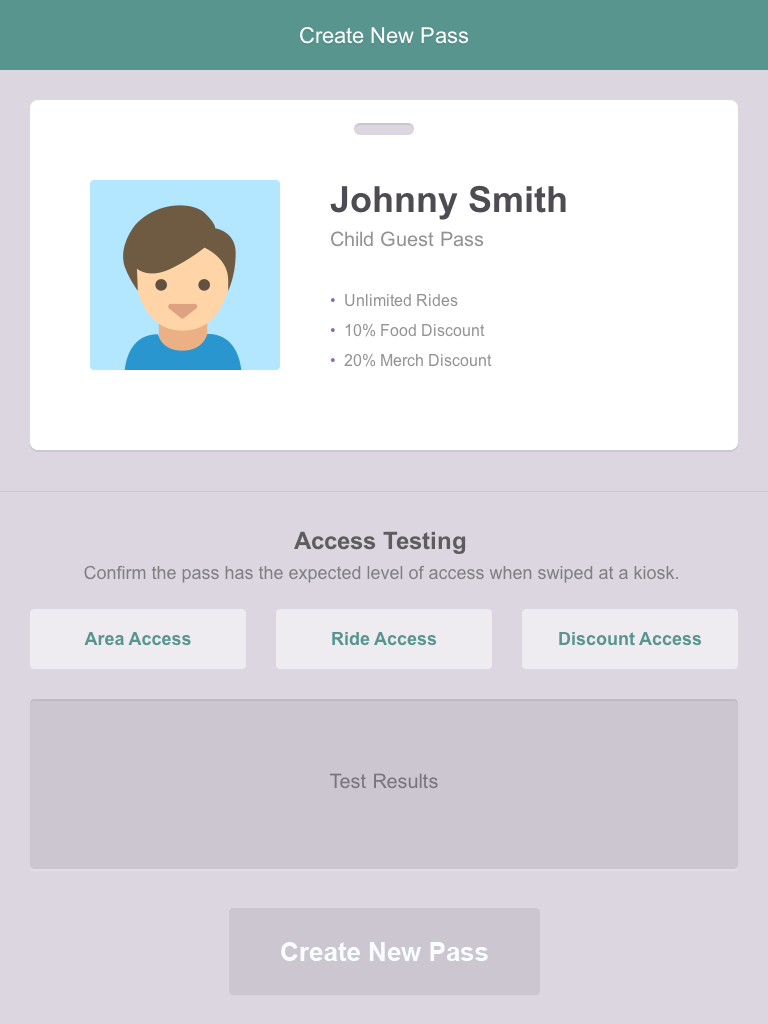 Create New Pass
Johnny Smith
Child Guest Pass
• Unlimited Rides
• 10% Food Discount
• 20% Merch Discount
Access Testing
Confirm the pass has the expected level of access when swiped at a kiosk.
Area Access
Ride Access
Discount Access
Test Results
Create New Pass